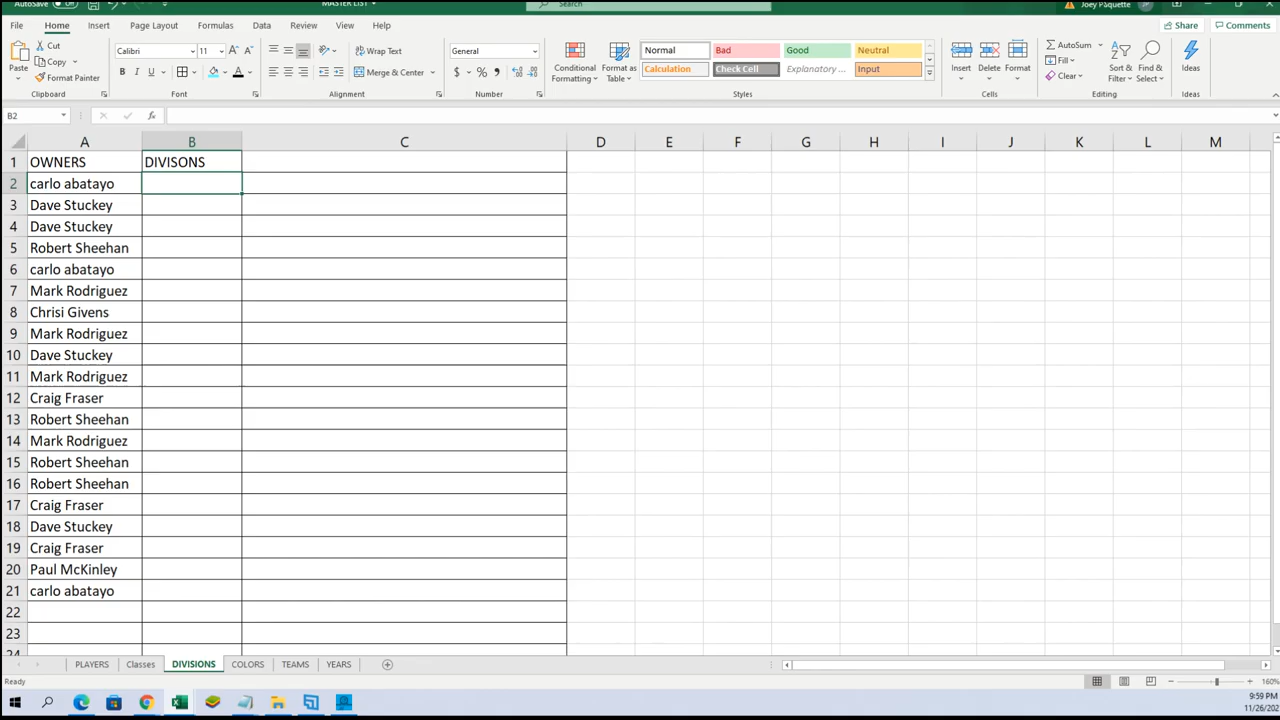 AutoSave Off MASTER LIST Search Joey Paquette
File Home Insert Page Layout Formulas Data Review View Help Share Comments
Paste Cut Copy Format Painter Clipboard
Calibri 11 A A B I U A Font
Wrap Text Merge & Center Alignment
General $ % Number
Conditional Formatting Format as Table Normal Bad Good Neutral Calculation Check Cell Explanatory ... Input Styles
Insert Delete Format Cells
AutoSum Fill Clear Sort & Filter Find & Select Editing
Ideas Ideas
B2 fx
A B C D E F G H I J K L M
1 OWNERS DIVISONS
2 carlo abatayo
3 Dave Stuckey
4 Dave Stuckey
5 Robert Sheehan
6 carlo abatayo
7 Mark Rodriguez
8 Chrisi Givens
9 Mark Rodriguez
10 Dave Stuckey
11 Mark Rodriguez
12 Craig Fraser
13 Robert Sheehan
14 Mark Rodriguez
15 Robert Sheehan
16 Robert Sheehan
17 Craig Fraser
18 Dave Stuckey
19 Craig Fraser
20 Paul McKinley
21 carlo abatayo
22
23
24
PLAYERS Classes DIVISIONS COLORS TEAMS YEARS
Ready 160%
9:59 PM
11/26/202